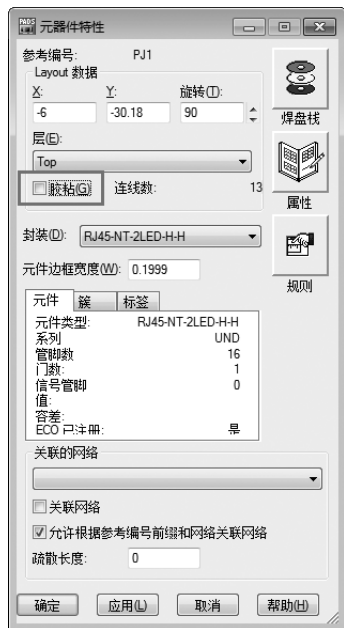 PADS 元器件特性
参考编号: PJ1
Layout 数据
X: Y: 旋转(I):
-6 -30.18 90
层(E):
Top
胶粘(G) 连线数: 13
焊盘栈
属性
规则
封装(D): RJ45-NT-2LED-H-H
元件边框宽度(W): 0.1999
元件 簇 标签
元件类型: RJ45-NT-2LED-H-H
系列 UND
管脚数 16
门数: 1
信号管脚 0
值:
容差:
ECO 已注册: 是
关联的网络
关联网络
允许根据参考编号前缀和网络关联网络
疏散长度: 0
确定 应用(L) 取消 帮助(H)